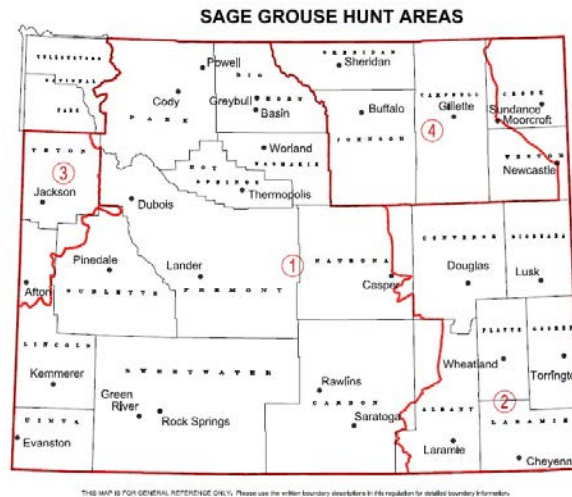 SAGE GROUSE HUNT AREAS
YELLOWSTONE
NATIONAL
PARK
Powell
Cody
PARK
BIG
HORN
Greybull
Basin
SHERIDAN
Sheridan
Buffalo
JOHNSON
CAMPBELL
Gillette
4
CROOK
Sundance
Moorcroft
WESTON
Newcastle
TETON
3
Jackson
Worland
WASHAKIE
HOT
SPRINGS
Thermopolis
Dubois
Pinedale
SUBLETTE
Lander
FREMONT
1
NATRONA
Casper
CONVERSE
Douglas
NIOBRARA
Lusk
Afton
LINCOLN
Kemmerer
SWEETWATER
Green
River
Rock Springs
Rawlins
CARBON
Saratoga
PLATTE
Wheatland
GOSHEN
Torrington
2
ALBANY
Laramie
LARAMIE
Cheyenn
UINTA
Evanston
THIS MAP IS FOR GENERAL REFERENCE ONLY. Please use the written boundary descriptions in this regulation for detailed boundary information.